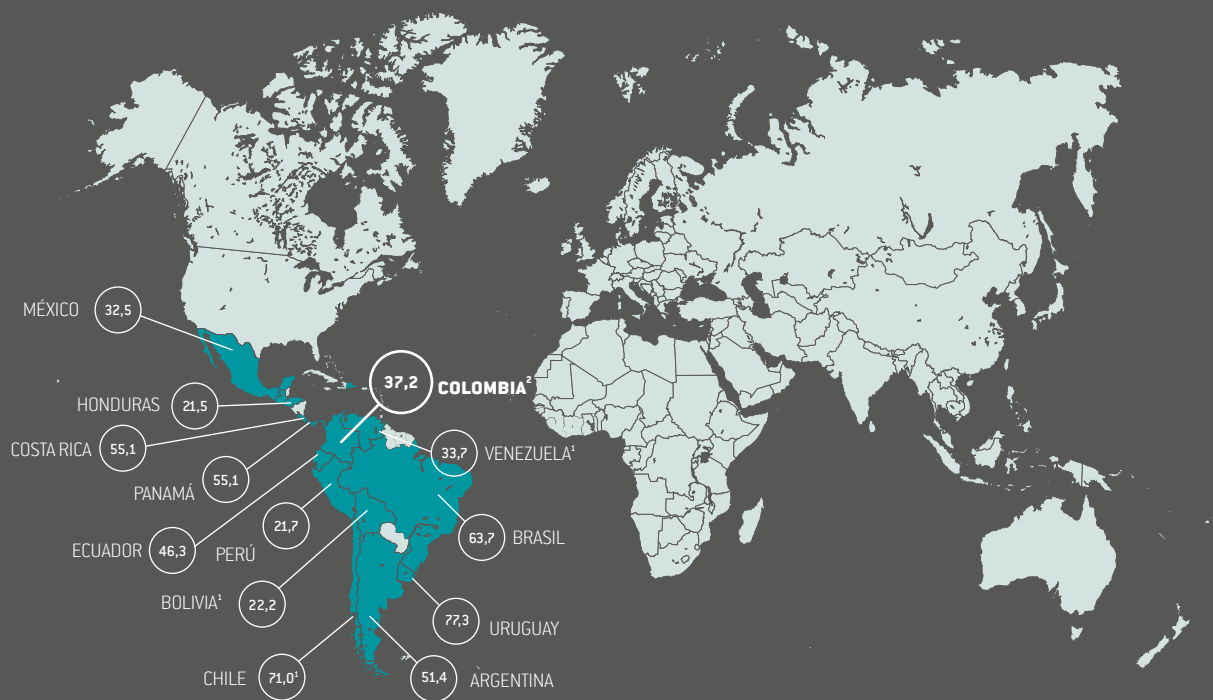 MÉXICO 32,5
37,2 COLOMBIA²
HONDURAS 21,5
COSTA RICA 55,1
33,7 VENEZUELA¹
PANAMÁ 55,1
21,7
PERÚ
ECUADOR 46,3
63,7 BRASIL
BOLIVIA¹ 22,2
77,3 URUGUAY
CHILE 71,0¹
51,4 ARGENTINA